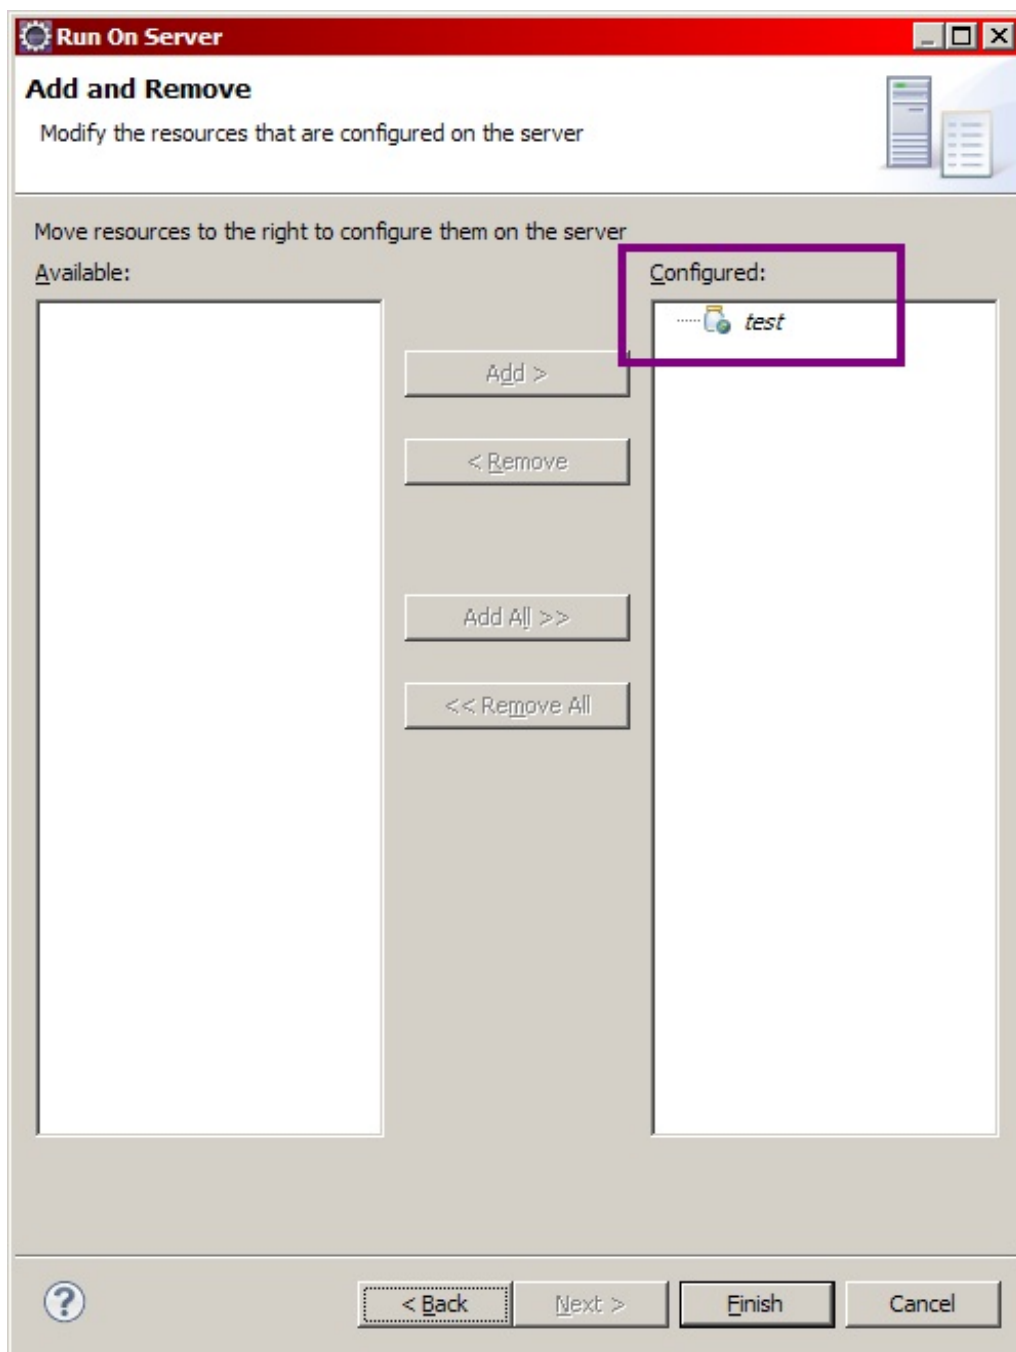 Run On Server
Add and Remove
Modify the resources that are configured on the server
Move resources to the right to configure them on the server
Available:
Configured:
test
Add >
< Remove
Add All >>
<< Remove All
?
< Back
Next >
Finish
Cancel